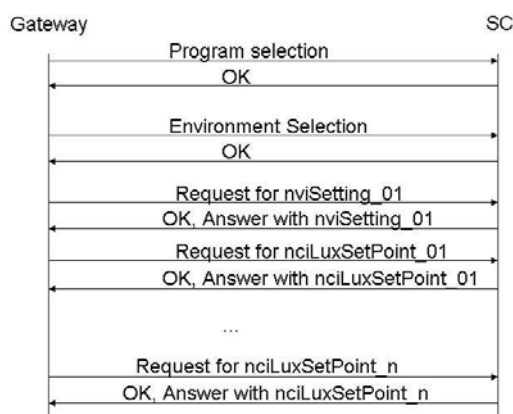 Gateway
SC
Program selection
OK
Environment Selection
OK
Request for nviSetting_01
OK, Answer with nviSetting_01
Request for nciLuxSetPoint_01
OK, Answer with nciLuxSetPoint_01
...
Request for nciLuxSetPoint_n
OK, Answer with nciLuxSetPoint_n